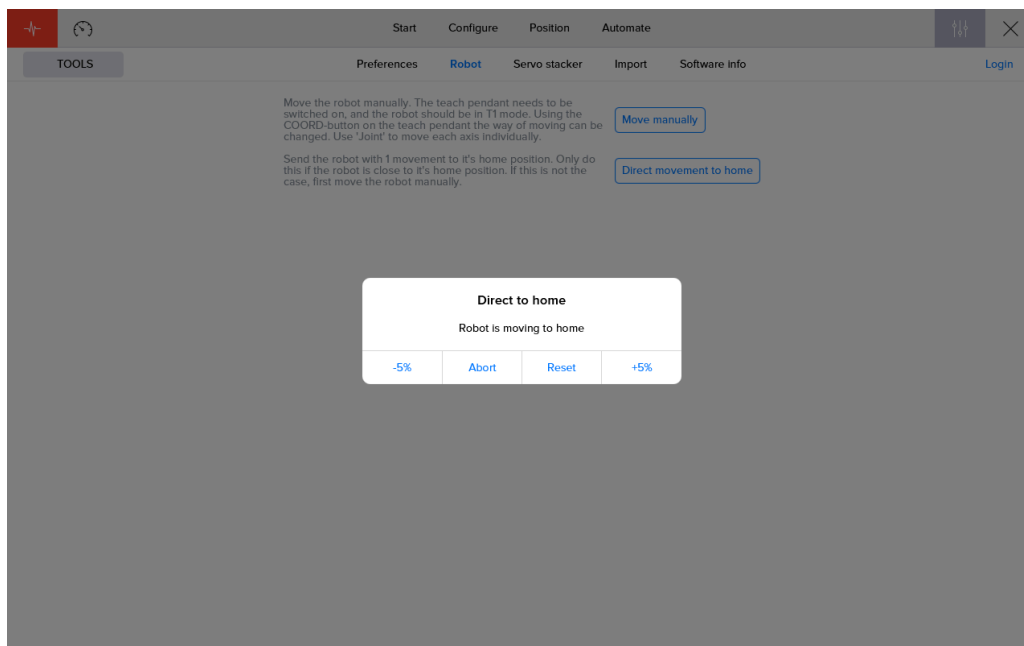 Start Configure Position Automate
TOOLS Preferences Robot Servo stacker Import Software info Login
Move the robot manually. The teach pendant needs to be
switched on, and the robot should be in T1 mode. Using the
COORD-button on the teach pendant the way of moving can be
changed. Use 'Joint' to move each axis individually.
Move manually
Send the robot with 1 movement to it's home position. Only do
this if the robot is close to it's home position. If this is not the
case, first move the robot manually.
Direct movement to home
Direct to home
Robot is moving to home
-5% Abort Reset +5%